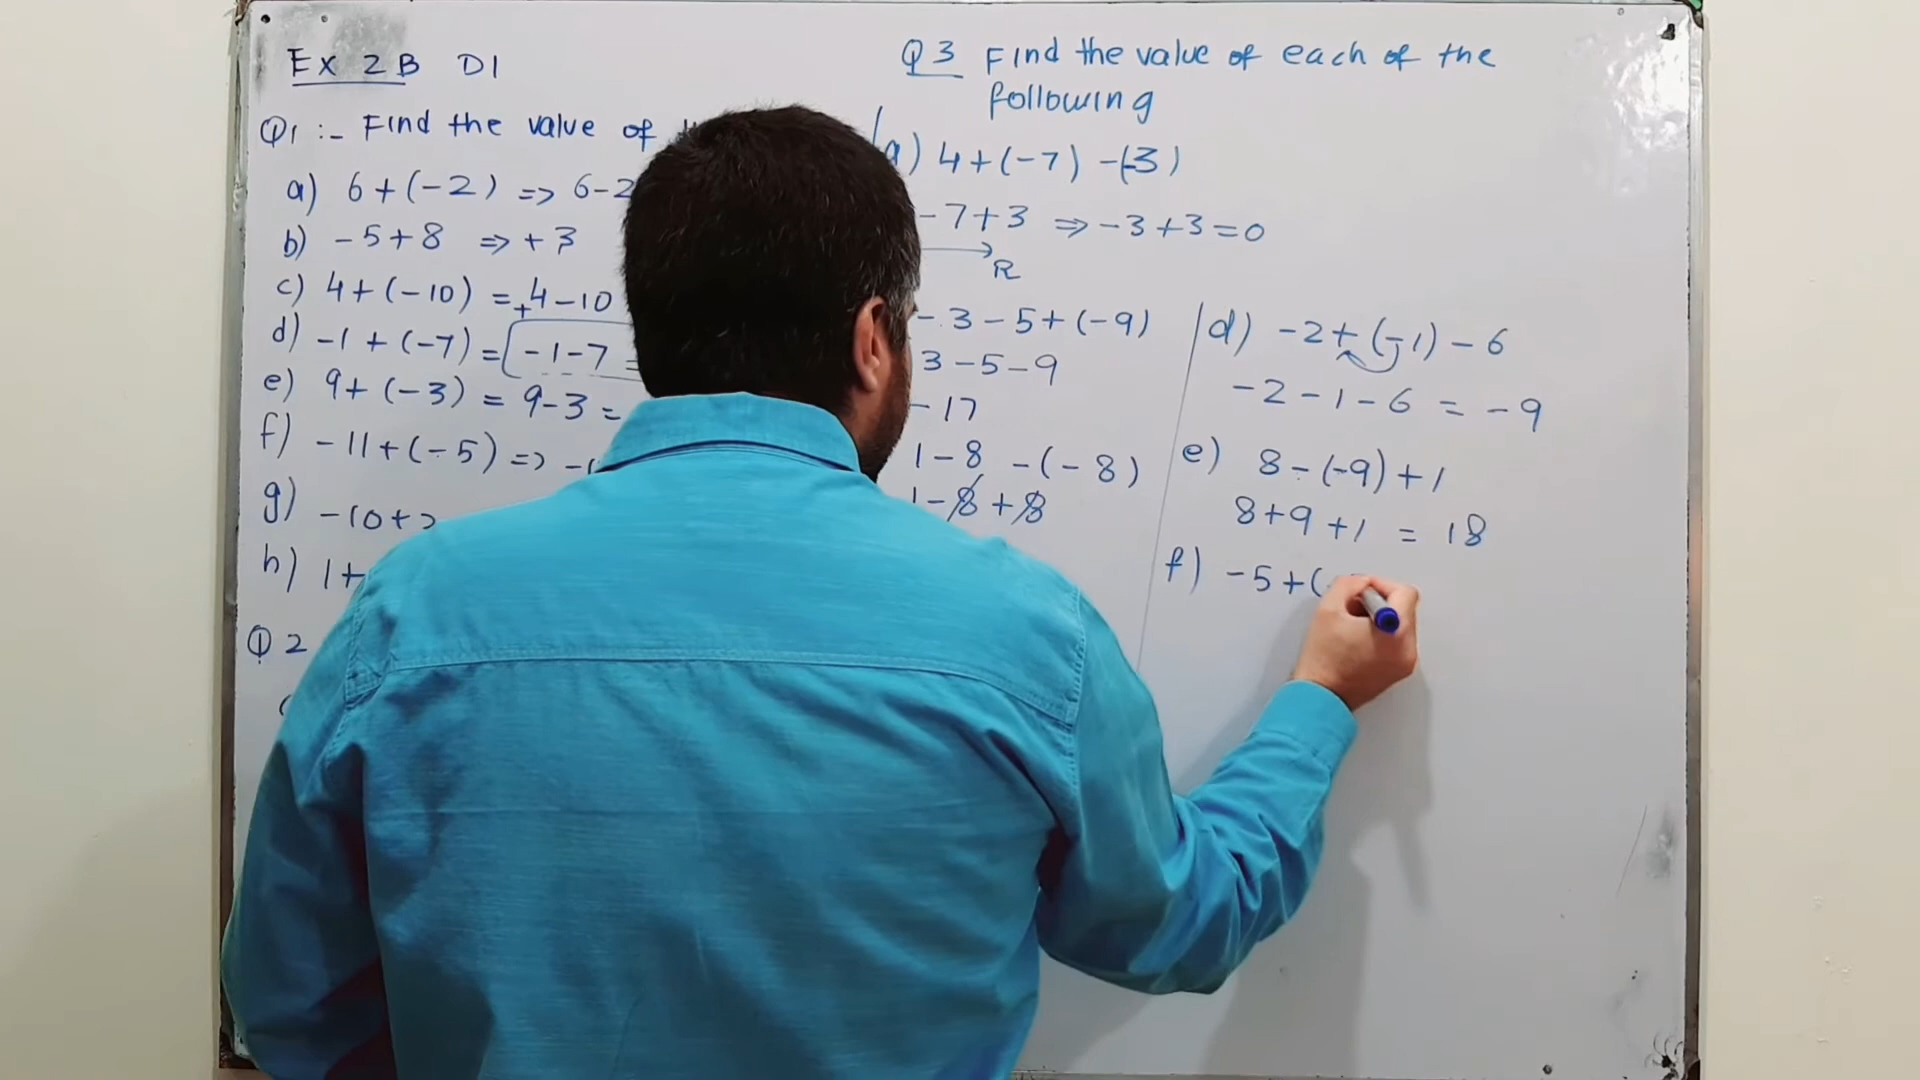 Ex 2B D1
Q1 :- Find the value of
a) 6+(-2) => 6-2
b) -5+8 => +3
c) 4+(-10) = +4-10
d) -1+(-7) = -1-7 =
e) 9+(-3) = 9-3 =
f) -11+(-5) => -1
g) -10+2
h) 1+
Q2
Q3 Find the value of each of the
following
a) 4+(-7) -(-3)
-7+3 => -3+3=0
R
-3-5+(-9)
3-5-9
-17
1-8 -(-8)
1-8+8
d) -2+(-1)-6
-2-1-6 = -9
e) 8-(-9)+1
8+9+1 = 18
f) -5+(-